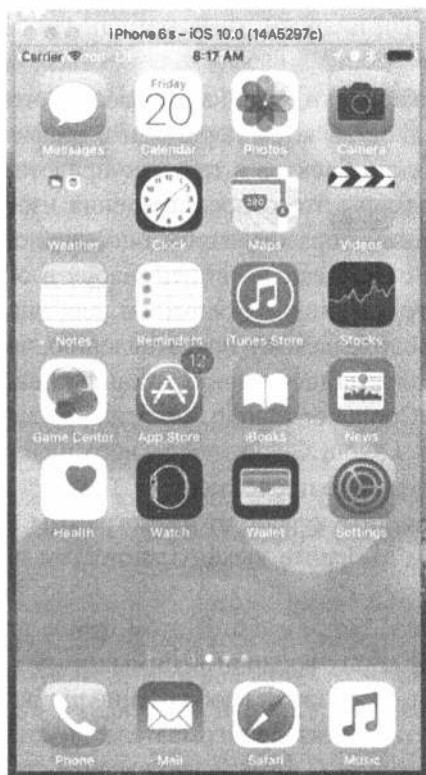 iPhone 6s – iOS 10.0 (14A5297c)
Carrier 8:17 AM
Friday
20
Messages Calendar Photos Camera
280
Weather Clock Maps Videos
Notes Reminders iTunes Store Stocks
12
Game Center App Store iBooks News
Health Watch Wallet Settings
Phone Mail Safari Music